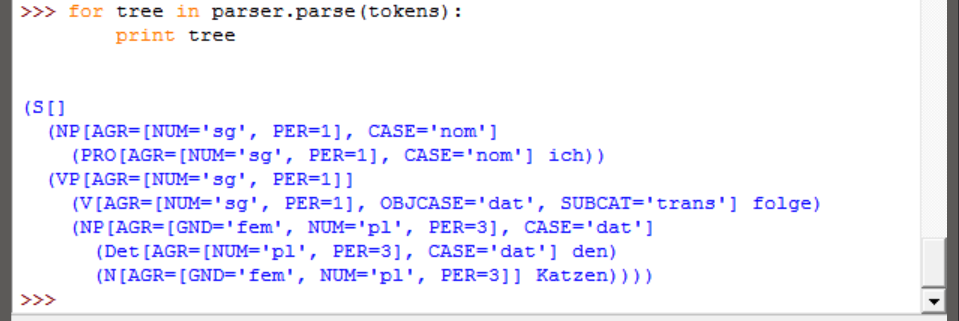 >>> for tree in parser.parse(tokens):
        print tree
(S[]
  (NP[AGR=[NUM='sg', PER=1], CASE='nom']
    (PRO[AGR=[NUM='sg', PER=1], CASE='nom'] ich))
  (VP[AGR=[NUM='sg', PER=1]]
    (V[AGR=[NUM='sg', PER=1], OBJCASE='dat', SUBCAT='trans'] folge)
    (NP[AGR=[GND='fem', NUM='pl', PER=3], CASE='dat']
      (Det[AGR=[NUM='pl', PER=3], CASE='dat'] den)
      (N[AGR=[GND='fem', NUM='pl', PER=3]] Katzen))))
>>>